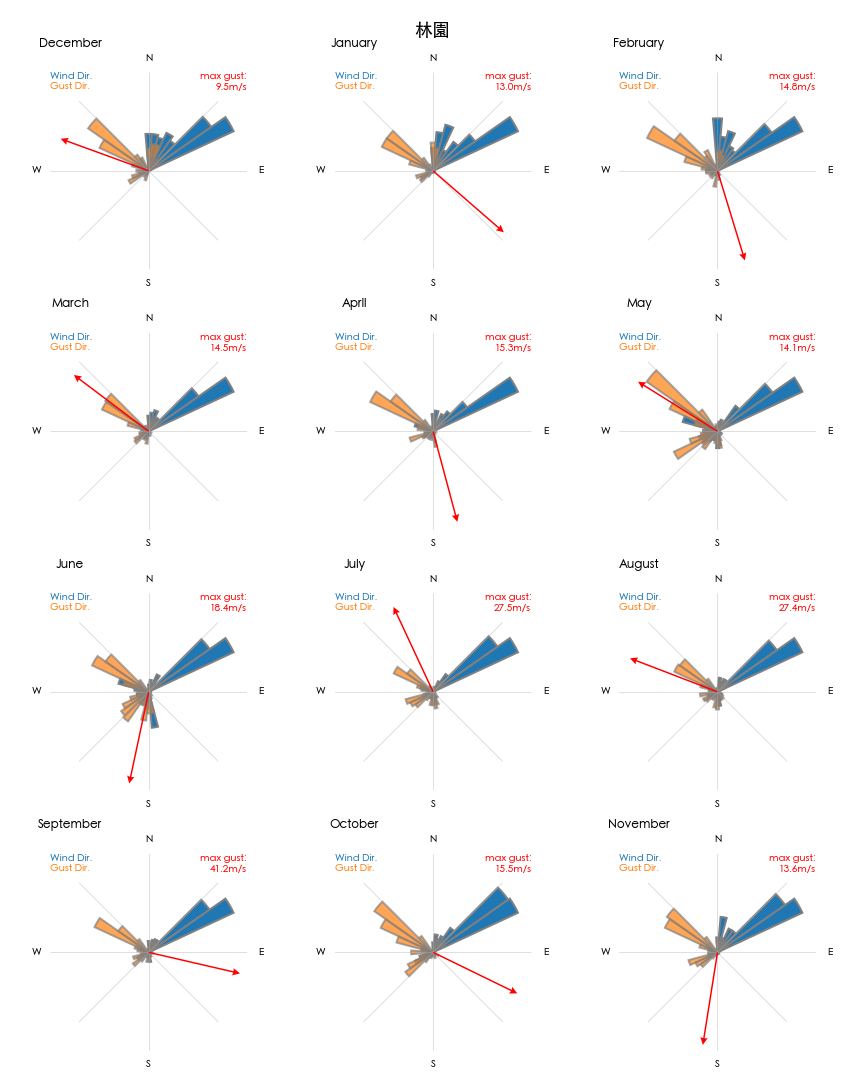 林園
December
N
Wind Dir.
Gust Dir.
max gust:
9.5m/s
W
E
S
January
N
Wind Dir.
Gust Dir.
max gust:
13.0m/s
W
E
S
February
N
Wind Dir.
Gust Dir.
max gust:
14.8m/s
W
E
S
March
N
Wind Dir.
Gust Dir.
max gust:
14.5m/s
W
E
S
April
N
Wind Dir.
Gust Dir.
max gust:
15.3m/s
W
E
S
May
N
Wind Dir.
Gust Dir.
max gust:
14.1m/s
W
E
S
June
N
Wind Dir.
Gust Dir.
max gust:
18.4m/s
W
E
S
July
N
Wind Dir.
Gust Dir.
max gust:
27.5m/s
W
E
S
August
N
Wind Dir.
Gust Dir.
max gust:
27.4m/s
W
E
S
September
N
Wind Dir.
Gust Dir.
max gust:
41.2m/s
W
E
S
October
N
Wind Dir.
Gust Dir.
max gust:
15.5m/s
W
E
S
November
N
Wind Dir.
Gust Dir.
max gust:
13.6m/s
W
E
S